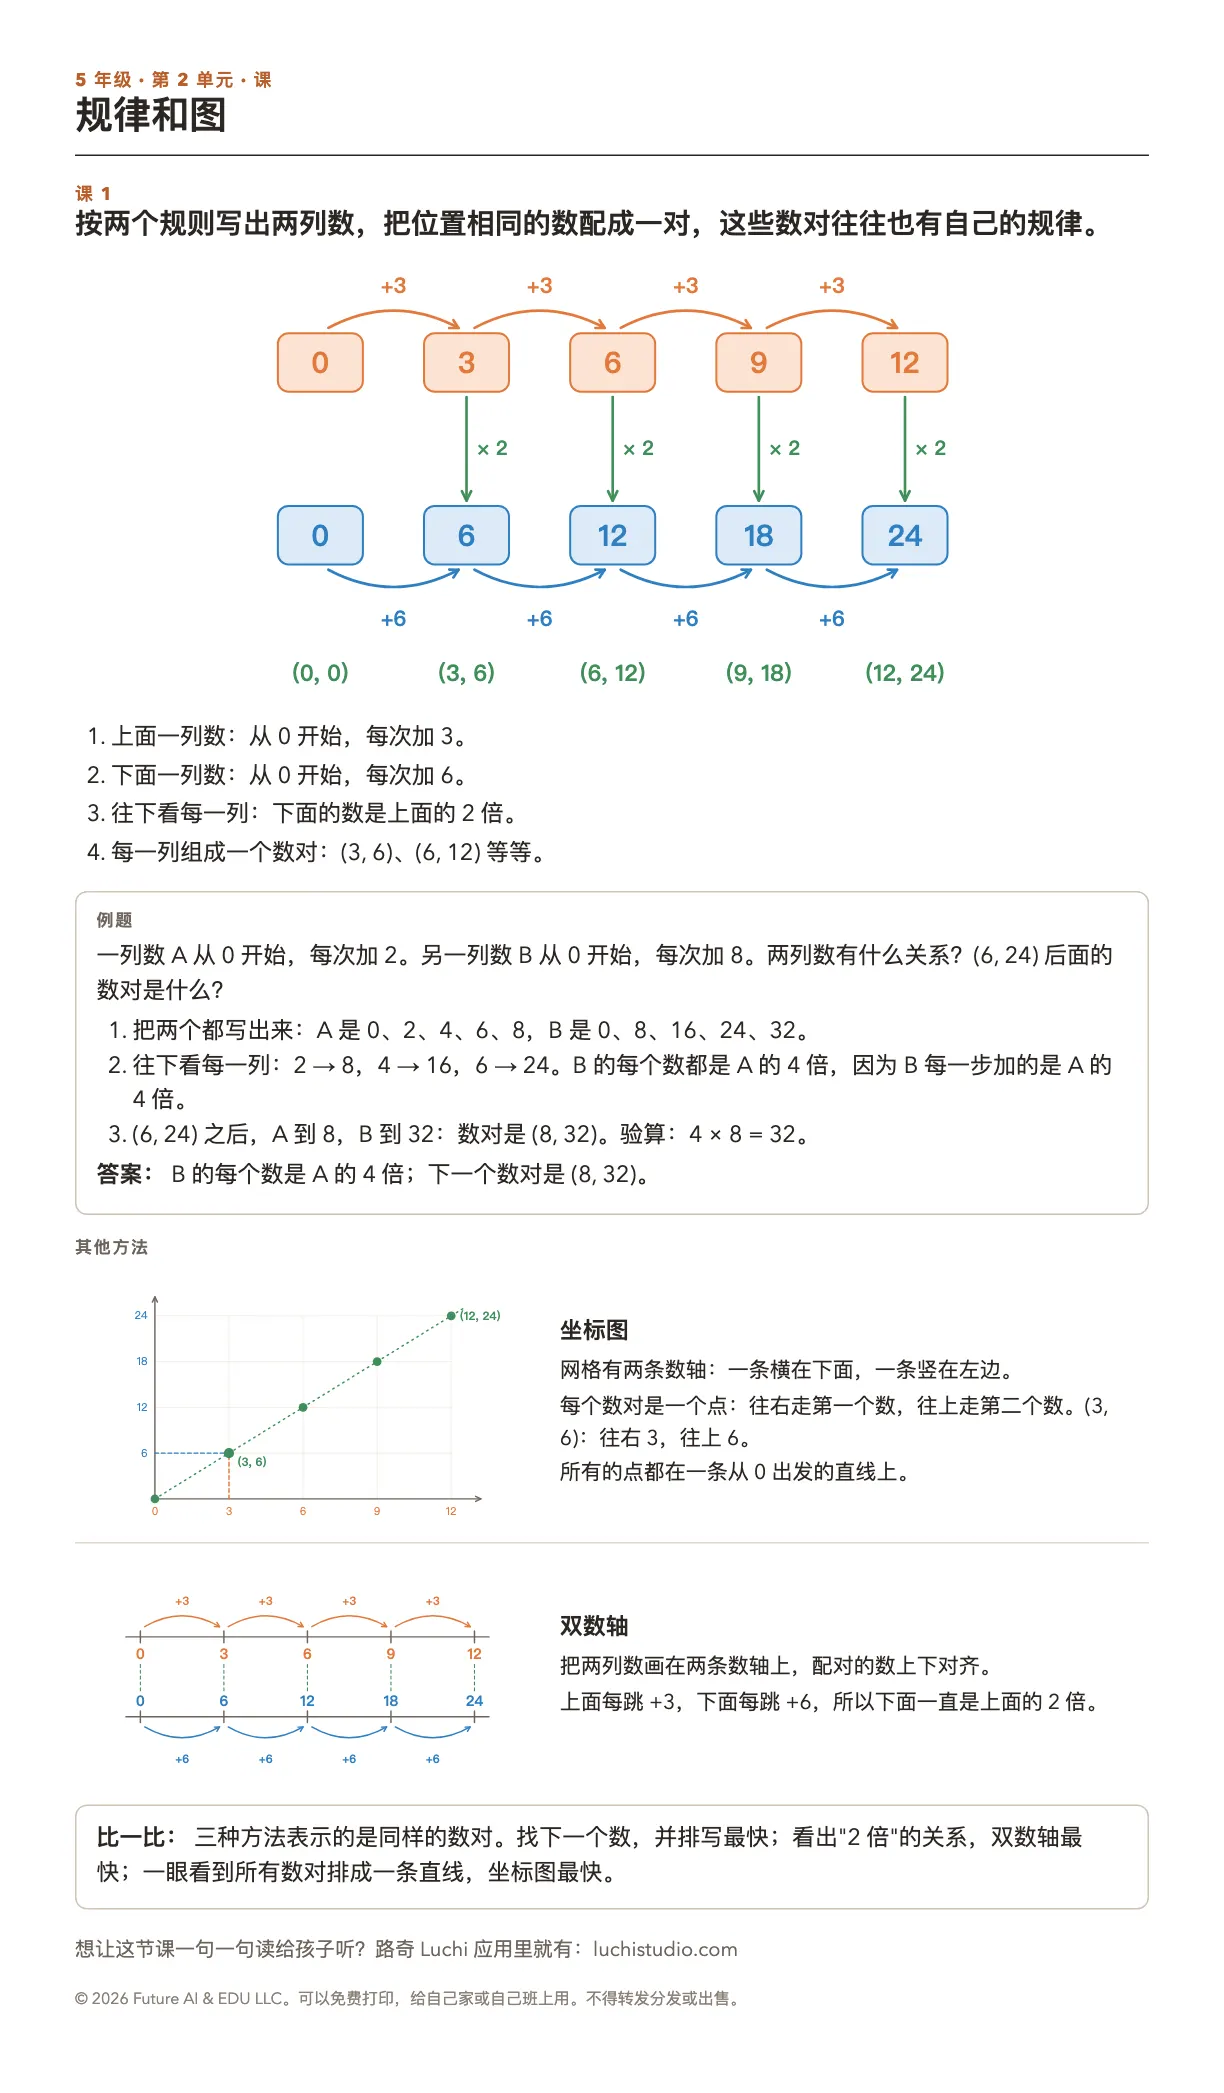 5 年级 · 第 2 单元 · 课
规律和图
课 1
按两个规则写出两列数，把位置相同的数配成一对，这些数对往往也有自己的规律。
+3 +3 +3 +3
0 3 6 9 12
× 2 × 2 × 2 × 2
0 6 12 18 24
+6 +6 +6 +6
(0, 0) (3, 6) (6, 12) (9, 18) (12, 24)
1. 上面一列数：从 0 开始，每次加 3。
2. 下面一列数：从 0 开始，每次加 6。
3. 往下看每一列：下面的数是上面的 2 倍。
4. 每一列组成一个数对：(3, 6)、(6, 12) 等等。
例题
一列数 A 从 0 开始，每次加 2。另一列数 B 从 0 开始，每次加 8。两列数有什么关系？(6, 24) 后面的
数对是什么？
1. 把两个都写出来：A 是 0、2、4、6、8，B 是 0、8、16、24、32。
2. 往下看每一列：2 → 8，4 → 16，6 → 24。B 的每个数都是 A 的 4 倍，因为 B 每一步加的是 A 的
4 倍。
3. (6, 24) 之后，A 到 8，B 到 32：数对是 (8, 32)。验算：4 × 8 = 32。
答案： B 的每个数是 A 的 4 倍；下一个数对是 (8, 32)。
其他方法
24 (12, 24)
18
12
6 (3, 6)
0 3 6 9 12
坐标图
网格有两条数轴：一条横在下面，一条竖在左边。
每个数对是一个点：往右走第一个数，往上走第二个数。(3,
6)：往右 3，往上 6。
所有的点都在一条从 0 出发的直线上。
+3 +3 +3 +3
0 3 6 9 12
0 6 12 18 24
+6 +6 +6 +6
双数轴
把两列数画在两条数轴上，配对的数上下对齐。
上面每跳 +3，下面每跳 +6，所以下面一直是上面的 2 倍。
比一比： 三种方法表示的是同样的数对。找下一个数，并排写最快；看出"2 倍"的关系，双数轴最
快；一眼看到所有数对排成一条直线，坐标图最快。
想让这节课一句一句读给孩子听？路奇 Luchi 应用里就有：luchistudio.com
© 2026 Future AI & EDU LLC。可以免费打印，给自己家或自己班上用。不得转发分发或出售。